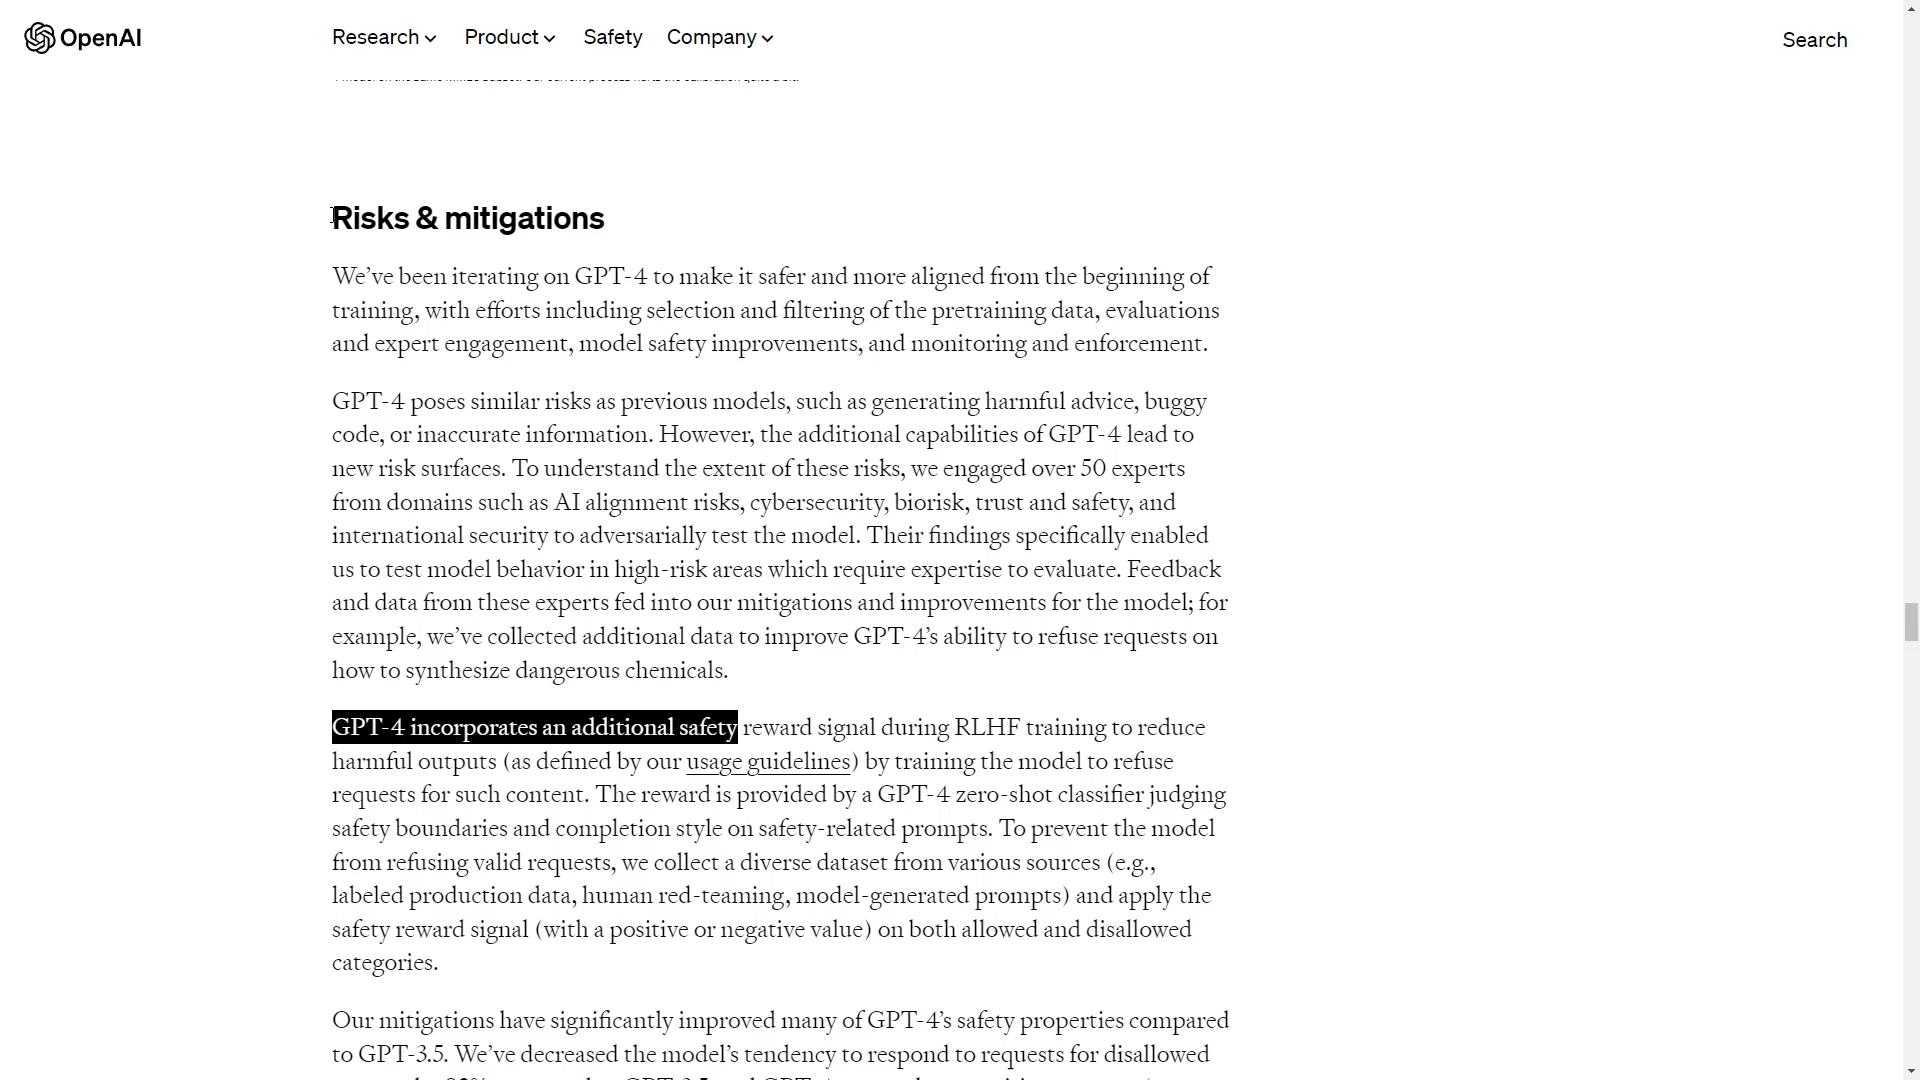 OpenAI
Research Product Safety Company Search
Risks & mitigations
We’ve been iterating on GPT-4 to make it safer and more aligned from the beginning of
training, with efforts including selection and filtering of the pretraining data, evaluations
and expert engagement, model safety improvements, and monitoring and enforcement.
GPT-4 poses similar risks as previous models, such as generating harmful advice, buggy
code, or inaccurate information. However, the additional capabilities of GPT-4 lead to
new risk surfaces. To understand the extent of these risks, we engaged over 50 experts
from domains such as AI alignment risks, cybersecurity, biorisk, trust and safety, and
international security to adversarially test the model. Their findings specifically enabled
us to test model behavior in high-risk areas which require expertise to evaluate. Feedback
and data from these experts fed into our mitigations and improvements for the model; for
example, we’ve collected additional data to improve GPT-4’s ability to refuse requests on
how to synthesize dangerous chemicals.
GPT-4 incorporates an additional safety reward signal during RLHF training to reduce
harmful outputs (as defined by our usage guidelines) by training the model to refuse
requests for such content. The reward is provided by a GPT-4 zero-shot classifier judging
safety boundaries and completion style on safety-related prompts. To prevent the model
from refusing valid requests, we collect a diverse dataset from various sources (e.g.,
labeled production data, human red-teaming, model-generated prompts) and apply the
safety reward signal (with a positive or negative value) on both allowed and disallowed
categories.
Our mitigations have significantly improved many of GPT-4’s safety properties compared
to GPT-3.5. We’ve decreased the model’s tendency to respond to requests for disallowed